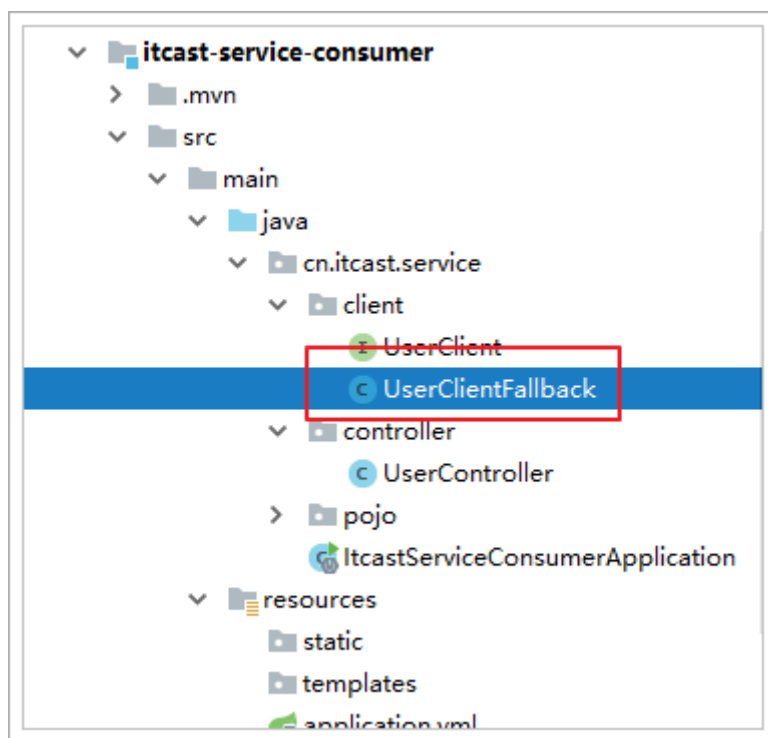 itcast-service-consumer
.mvn
src
main
java
cn.itcast.service
client
UserClient
UserClientFallback
controller
UserController
pojo
ItcastServiceConsumerApplication
resources
static
templates
application.yml